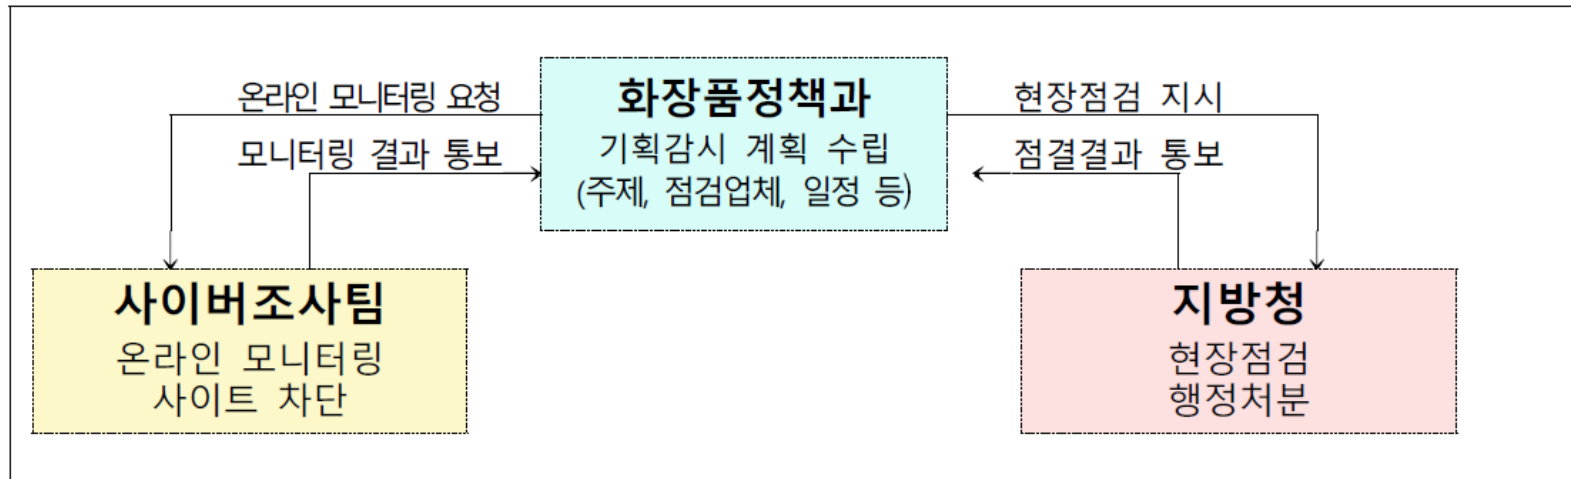 온라인 모니터링 요청
모니터링 결과 통보
화장품정책과
기획감시 계획 수립
(주제, 점검업체, 일정 등)
현장점검 지시
점결결과 통보
사이버조사팀
온라인 모니터링
사이트 차단
지방청
현장점검
행정처분